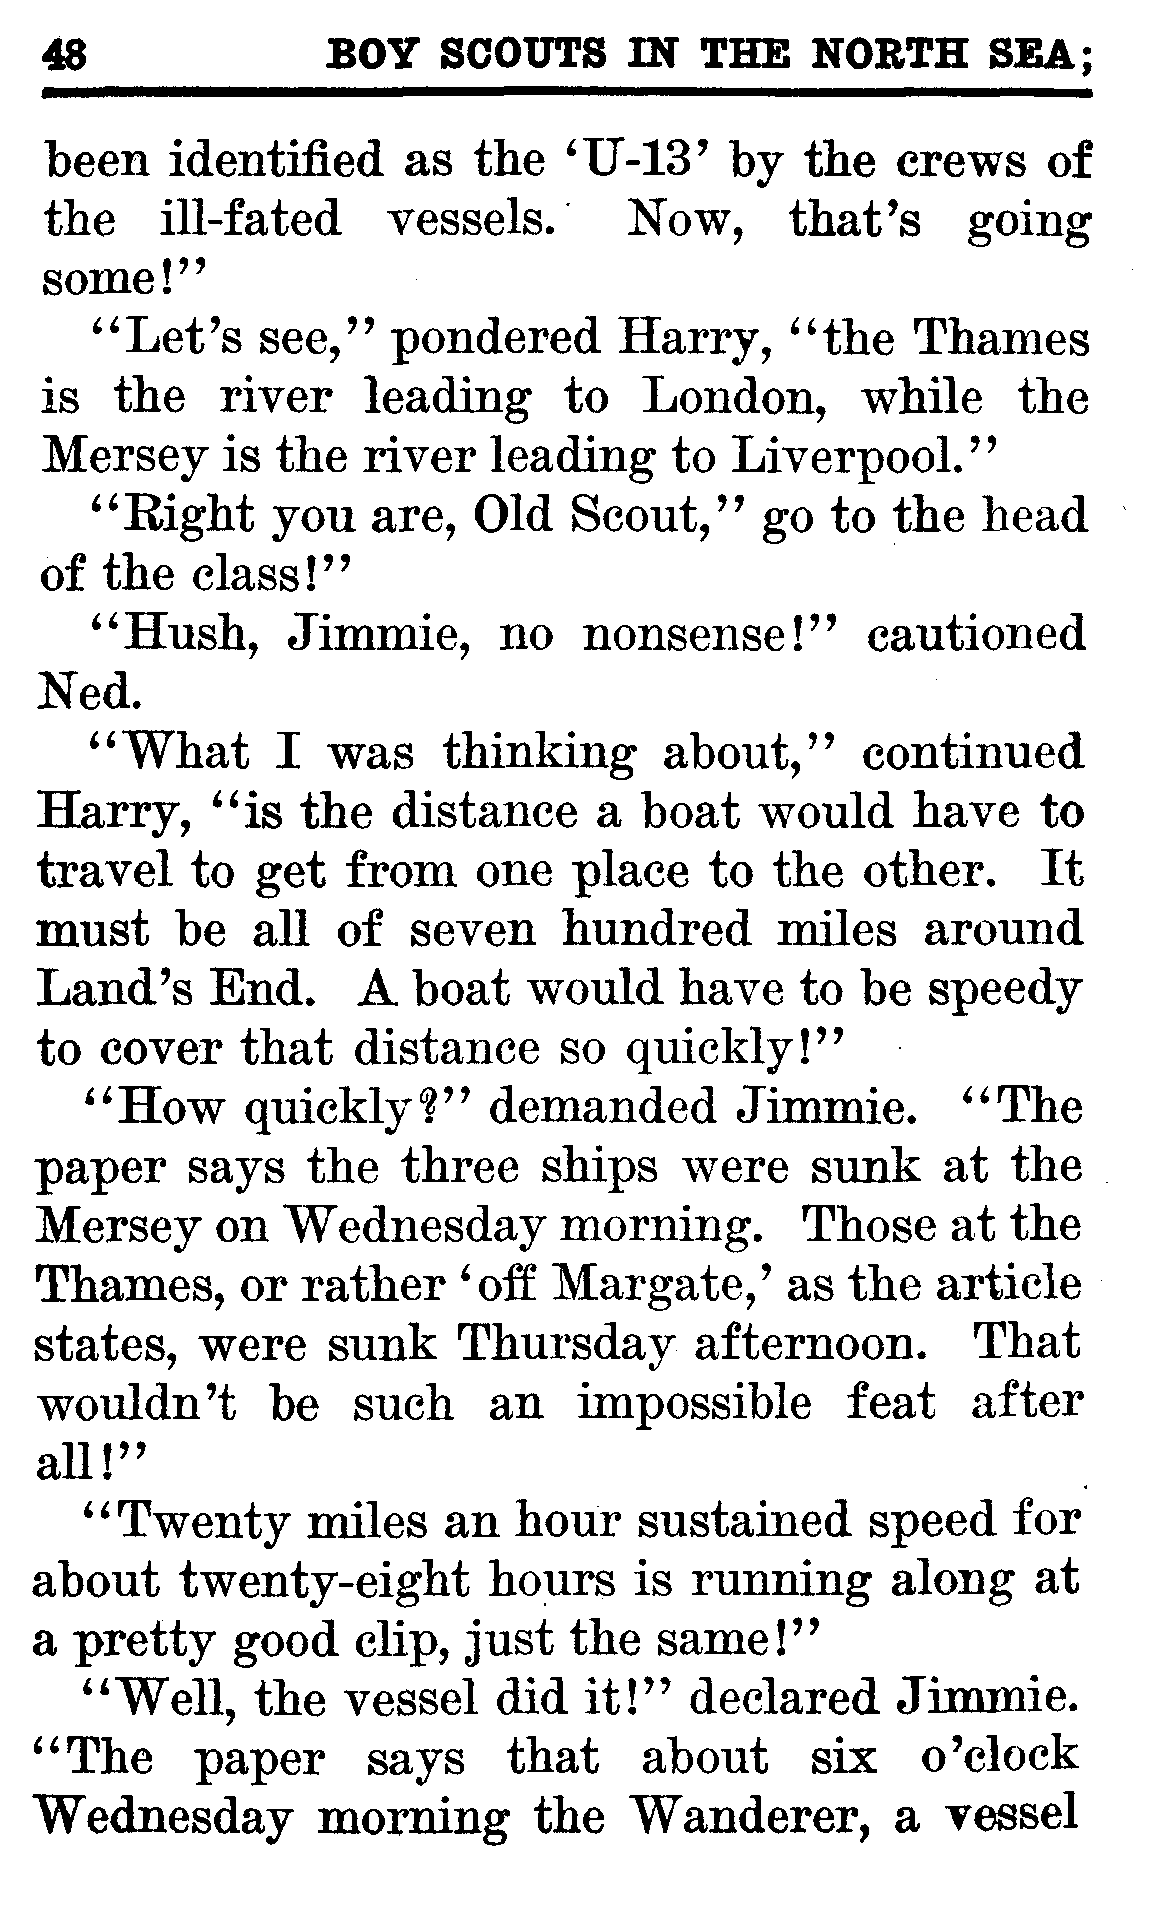 48 BOY SCOUTS IN THE NORTH SEA;
been identified as the ‘U-13’ by the crews of
the ill-fated vessels. Now, that’s going
some!”
“Let’s see,” pondered Harry, “the Thames
is the river leading to London, while the
Mersey is the river leading to Liverpool.”
“Right you are, Old Scout,” go to the head
of the class!”
“Hush, Jimmie, no nonsense!” cautioned
Ned.
“What I was thinking about,” continued
Harry, “is the distance a boat would have to
travel to get from one place to the other. It
must be all of seven hundred miles around
Land’s End. A boat would have to be speedy
to cover that distance so quickly!”
“How quickly?” demanded Jimmie. “The
paper says the three ships were sunk at the
Mersey on Wednesday morning. Those at the
Thames, or rather ‘off Margate,’ as the article
states, were sunk Thursday afternoon. That
wouldn’t be such an impossible feat after
all!”
“Twenty miles an hour sustained speed for
about twenty-eight hours is running along at
a pretty good clip, just the same!”
“Well, the vessel did it!” declared Jimmie.
“The paper says that about six o’clock
Wednesday morning the Wanderer, a vessel